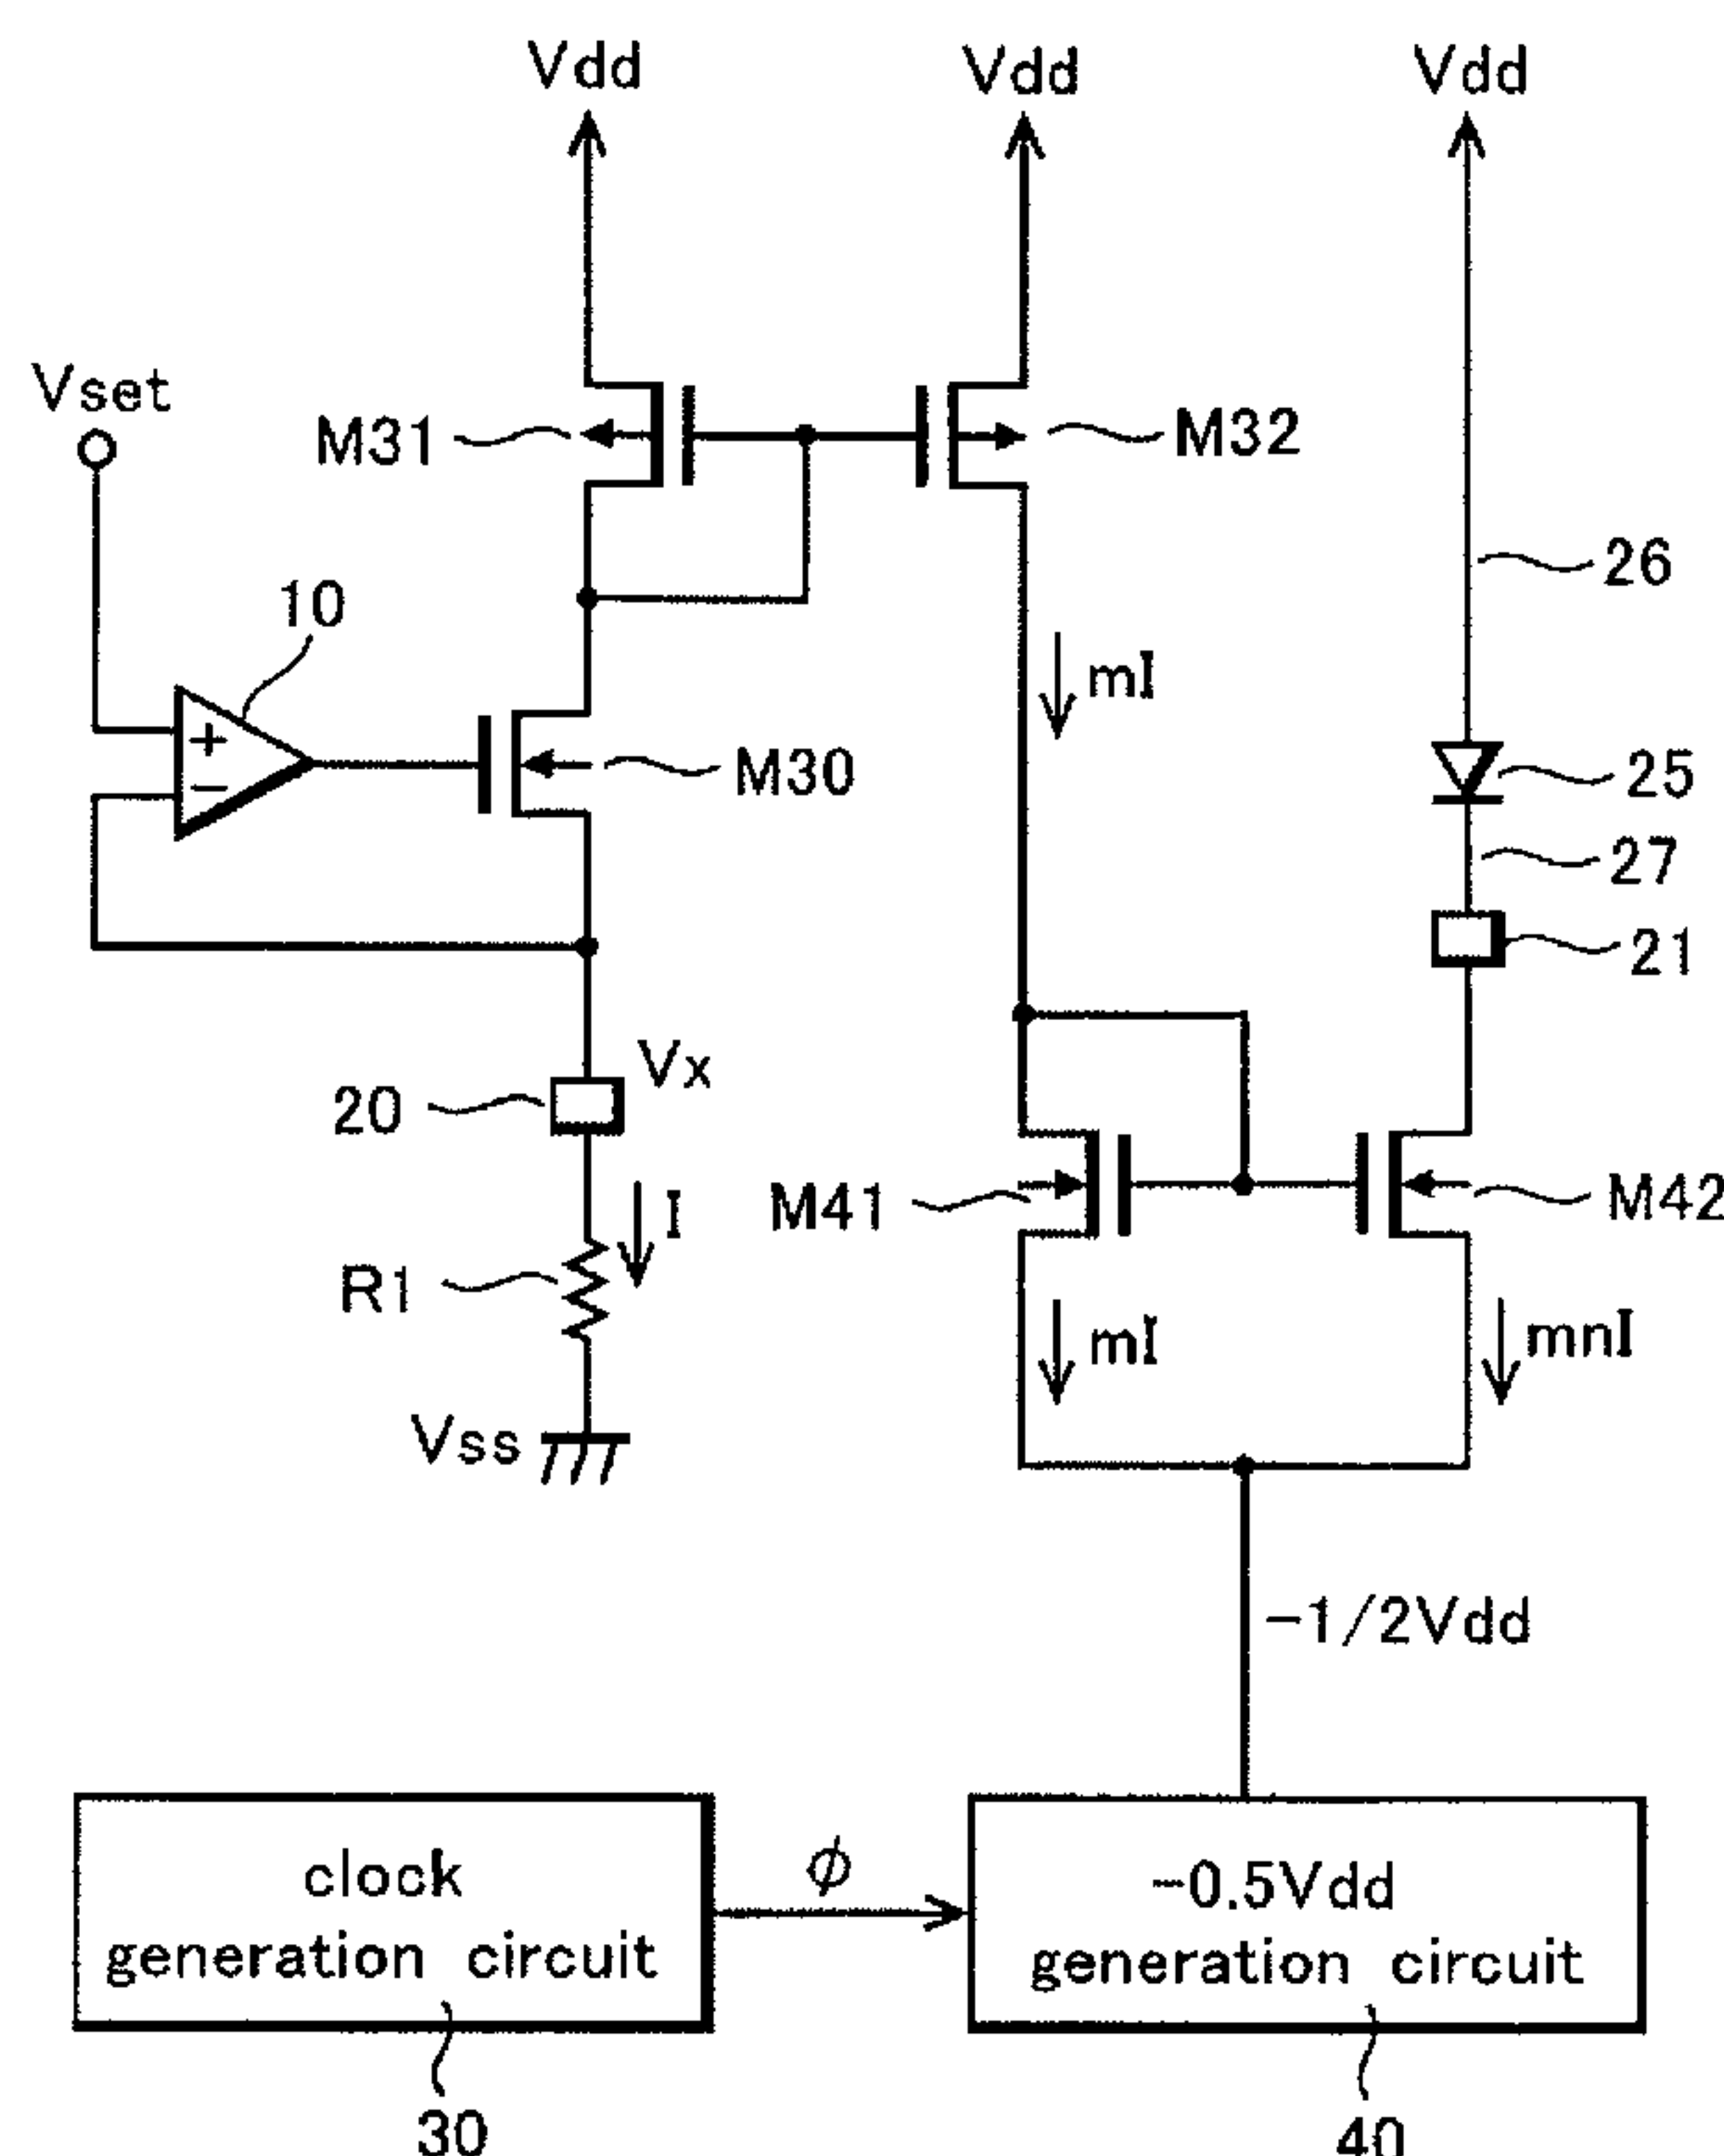 Vdd
Vdd
Vdd
Vset
M31
M32
26
10
mI
+
−
M30
25
27
21
Vx
20
I
M41
M42
R1
mI
mnI
Vss
-1/2Vdd
clock
generation circuit
ϕ
-0.5Vdd
generation circuit
30
40